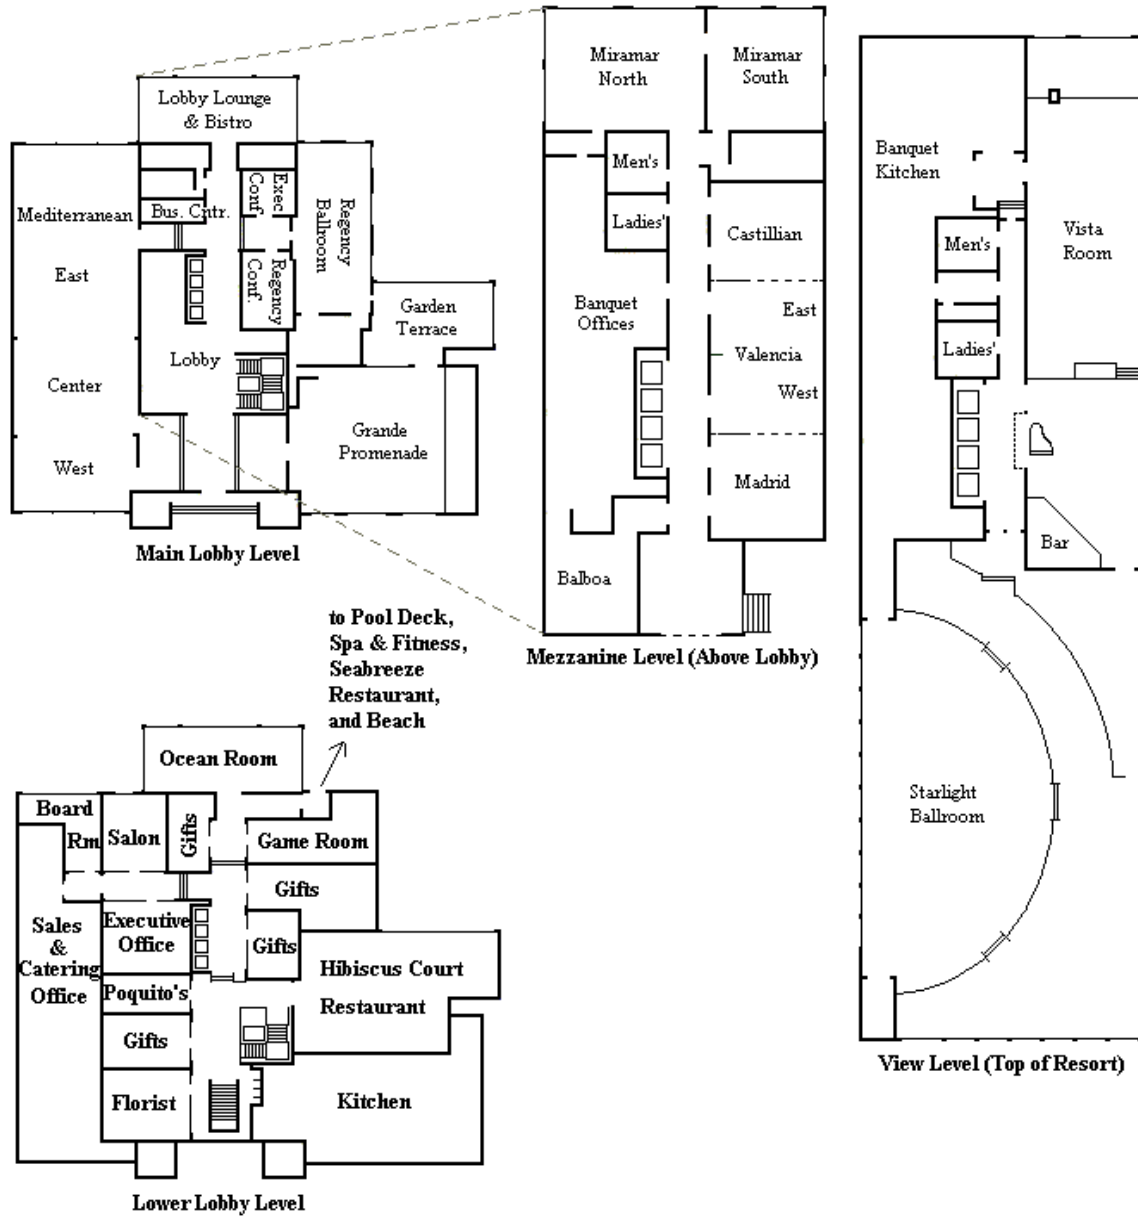 Lobby Lounge
& Bistro
Mediterranean
Bus. Cntr.
Exec
Conf.
Regency
Ballroom
East
Regency
Conf.
Garden
Terrace
Lobby
Center
West
Grande
Promenade
Main Lobby Level
Miramar
North
Miramar
South
Men's
Ladies'
Castillian
Banquet
Offices
East
Valencia
West
Madrid
Balboa
Mezzanine Level (Above Lobby)
Banquet
Kitchen
Men's
Vista
Room
Ladies'
Bar
Starlight
Ballroom
View Level (Top of Resort)
to Pool Deck,
Spa & Fitness,
Seabreeze
Restaurant,
and Beach
Ocean Room
Board
Rm
Salon
Gifts
Game Room
Gifts
Sales
&
Catering
Office
Executive
Office
Gifts
Hibiscus Court
Restaurant
Poquito's
Gifts
Florist
Kitchen
Lower Lobby Level